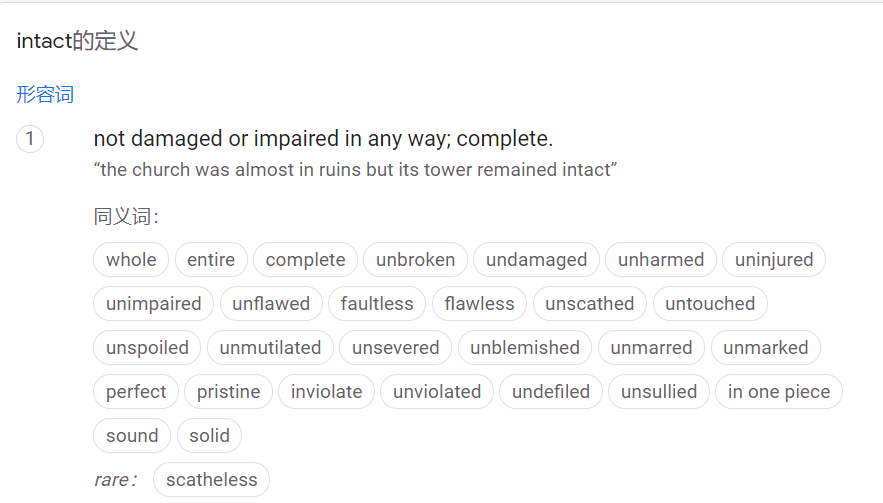 intact的定义
形容词
1 not damaged or impaired in any way; complete.
“the church was almost in ruins but its tower remained intact”
同义词：
whole entire complete unbroken undamaged unharmed uninjured
unimpaired unflawed faultless flawless unscathed untouched
unspoiled unmutilated unsevered unblemished unmarred unmarked
perfect pristine inviolate unviolated undefiled unsullied in one piece
sound solid
rare： scatheless